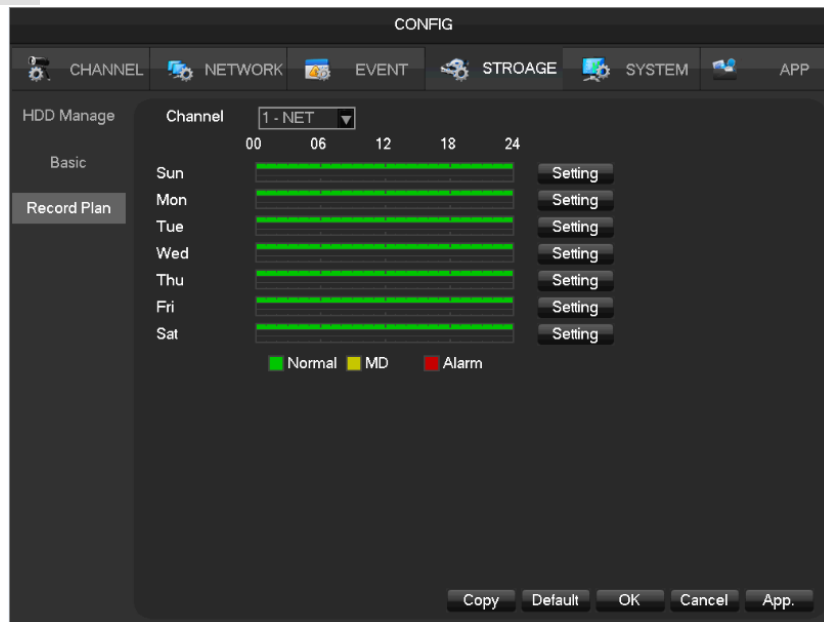 CONFIG
CHANNEL NETWORK EVENT STROAGE SYSTEM APP
HDD Manage
Basic
Record Plan
Channel 1 - NET
00 06 12 18 24
Sun Setting
Mon Setting
Tue Setting
Wed Setting
Thu Setting
Fri Setting
Sat Setting
Normal MD Alarm
Copy Default OK Cancel App.